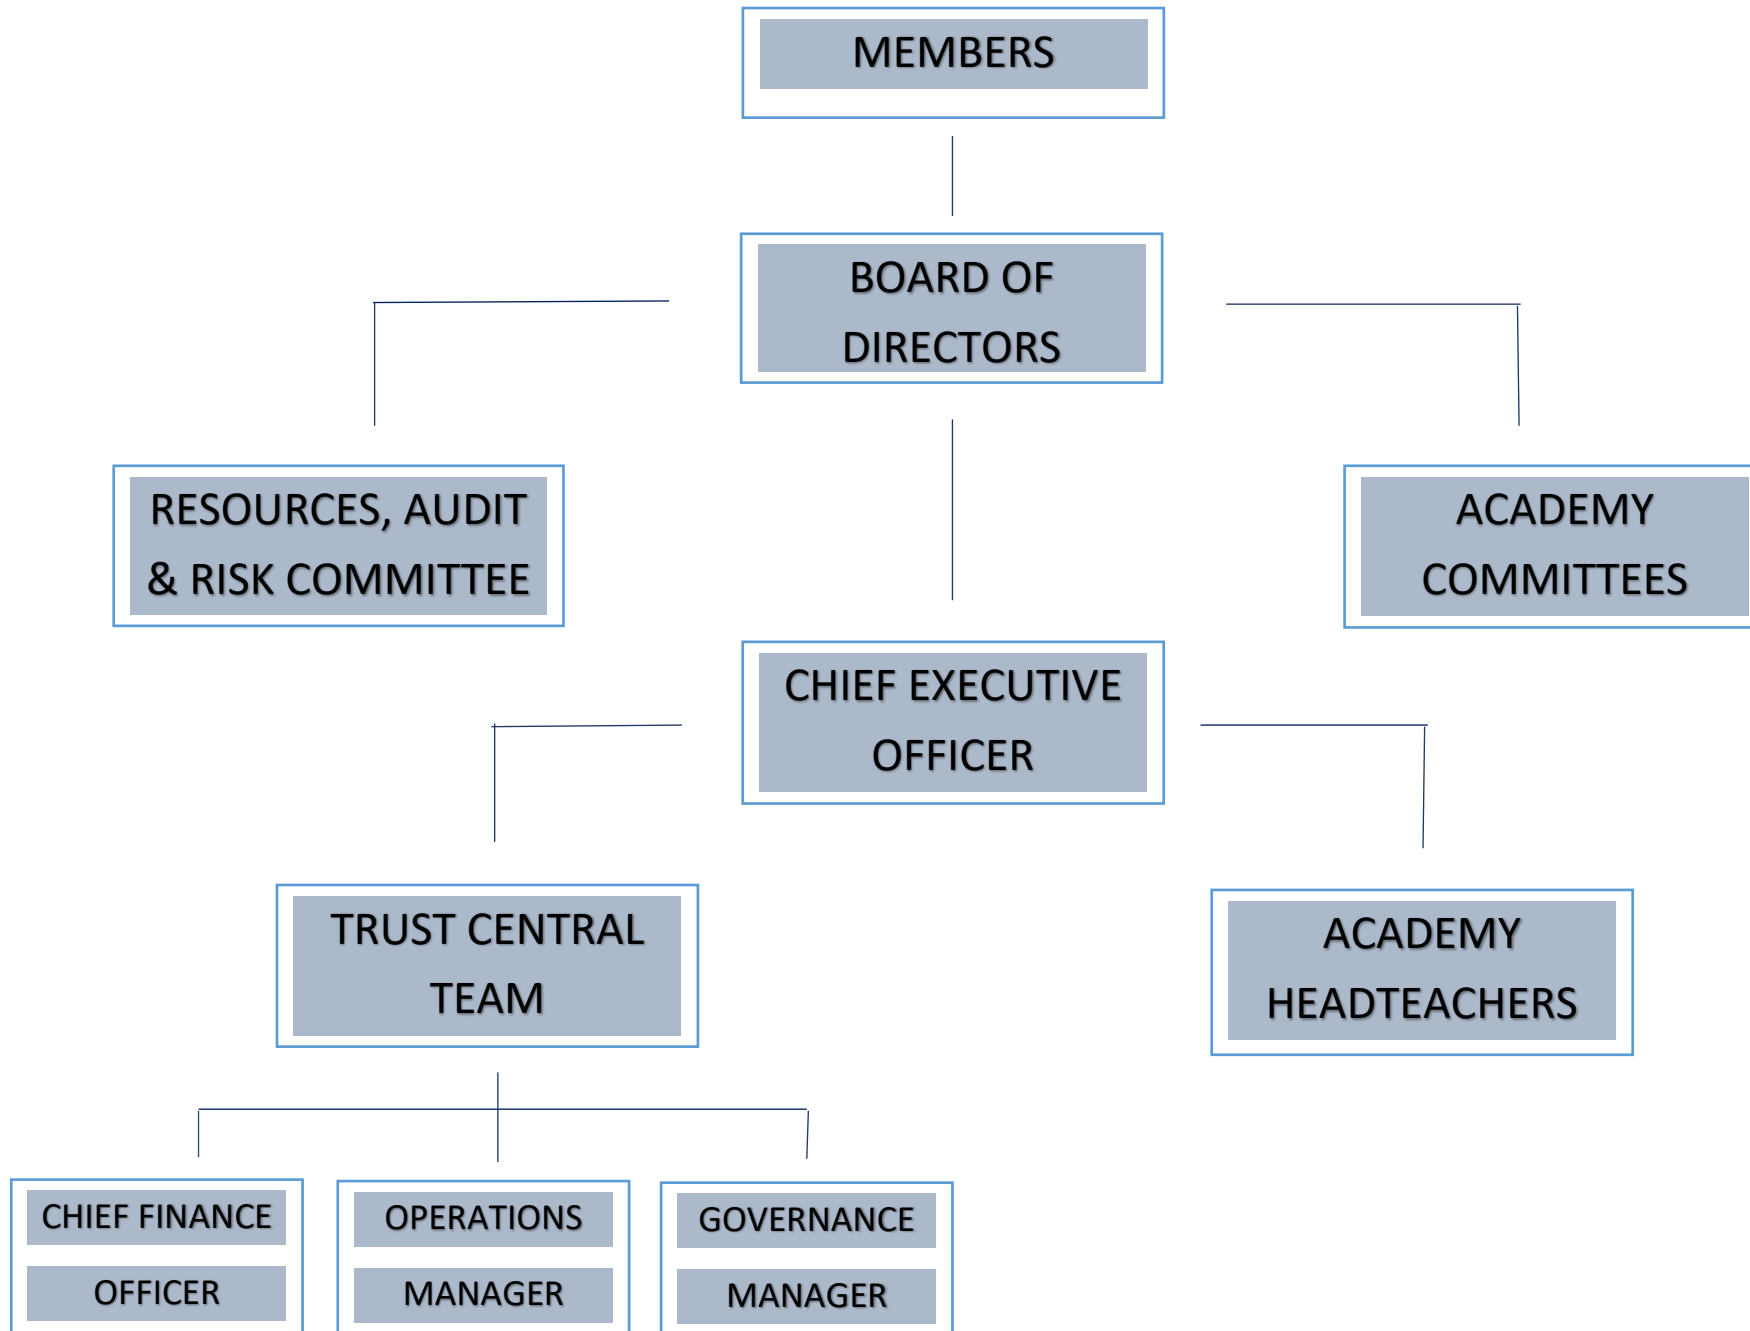 MEMBERS
BOARD OF
DIRECTORS
RESOURCES, AUDIT
& RISK COMMITTEE
ACADEMY
COMMITTEES
CHIEF EXECUTIVE
OFFICER
TRUST CENTRAL
TEAM
ACADEMY
HEADTEACHERS
CHIEF FINANCE
OFFICER
OPERATIONS
MANAGER
GOVERNANCE
MANAGER